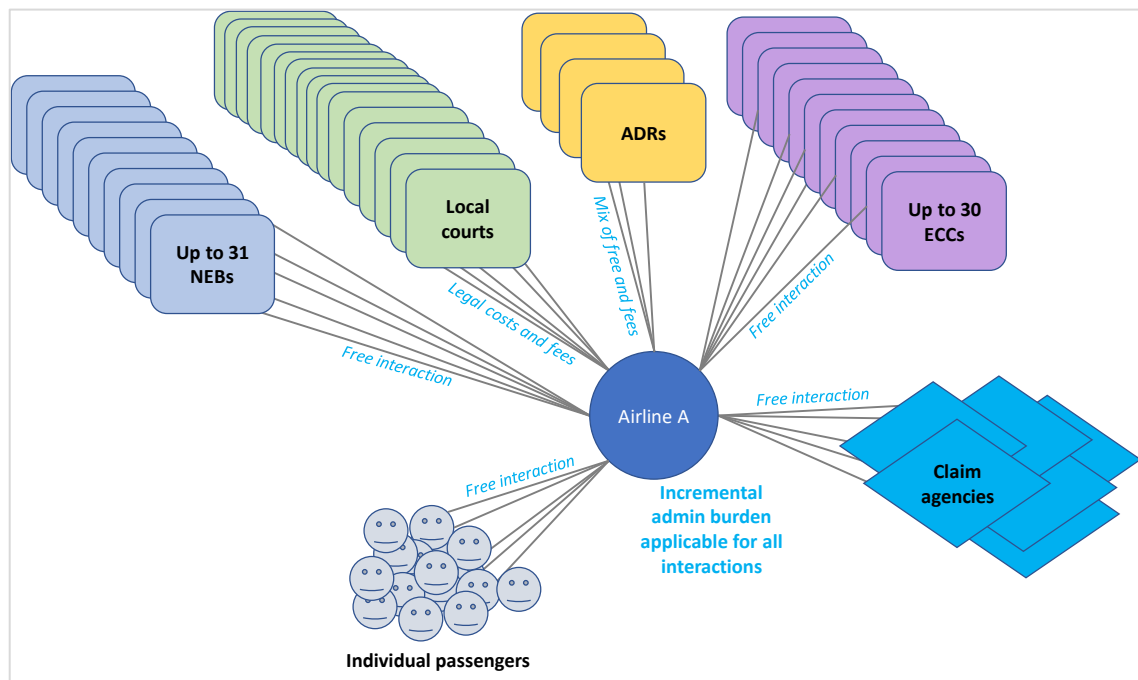 ADRs
Up to 30
ECCs
Local
courts
Up to 31
NEBs
Mix of free and fees
Legal costs and fees
Free interaction
Free interaction
Free interaction
Airline A
Claim
agencies
Free interaction
Incremental
admin burden
applicable for all
interactions
Individual passengers